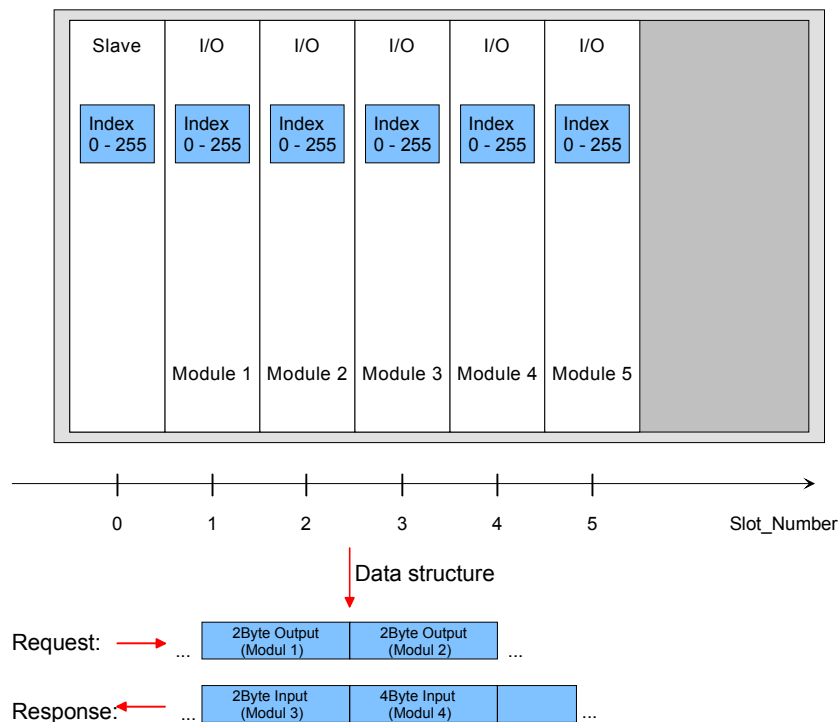 Slave I/O I/O I/O I/O I/O
Index Index Index Index Index Index
0 - 255 0 - 255 0 - 255 0 - 255 0 - 255 0 - 255
Module 1 Module 2 Module 3 Module 4 Module 5
0 1 2 3 4 5 Slot_Number
Data structure
Request: ... 2Byte Output 2Byte Output ...
(Modul 1) (Modul 2)
Response: ... 2Byte Input 4Byte Input ...
(Modul 3) (Modul 4)